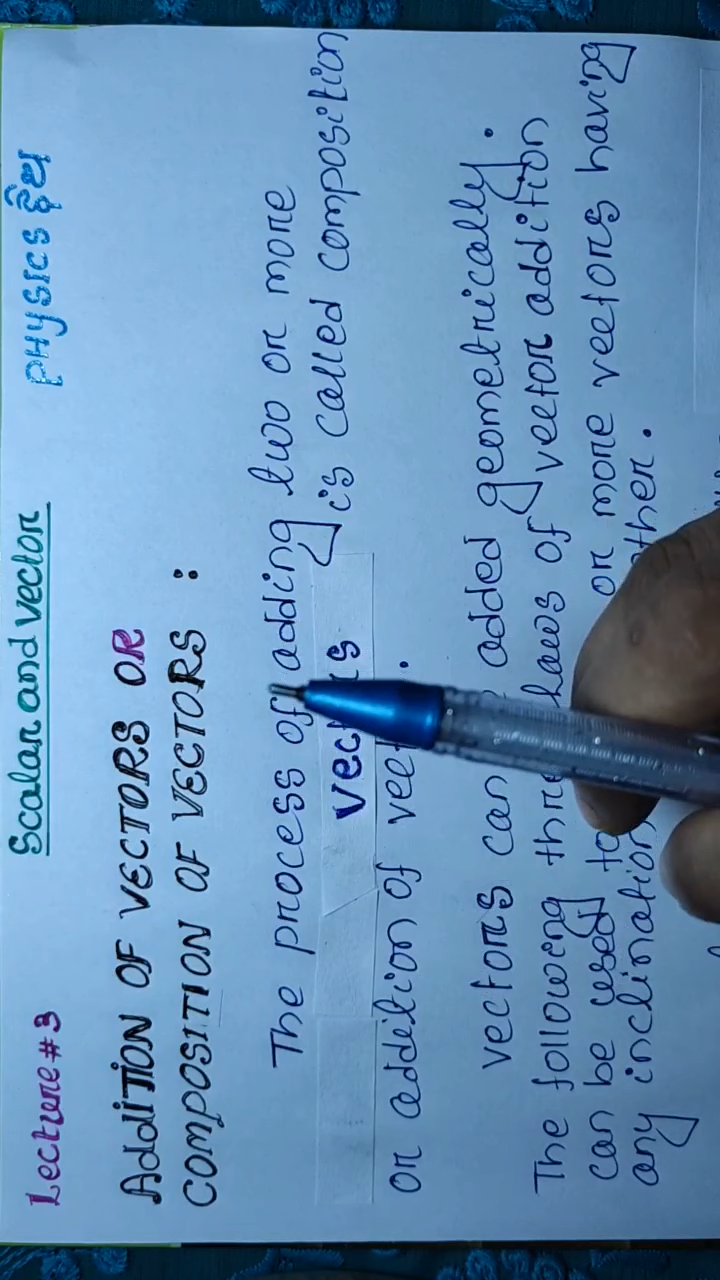 Lecture#3 Scalar and vector PHYSICS ଝିଅ
ADDITION OF VECTORS OR
COMPOSITION OF VECTORS :
The process of adding two or more
is called composition
or addition of
vectors can added geometrically.
The following laws of vector addition
can be used to or more vectors having
any inclination